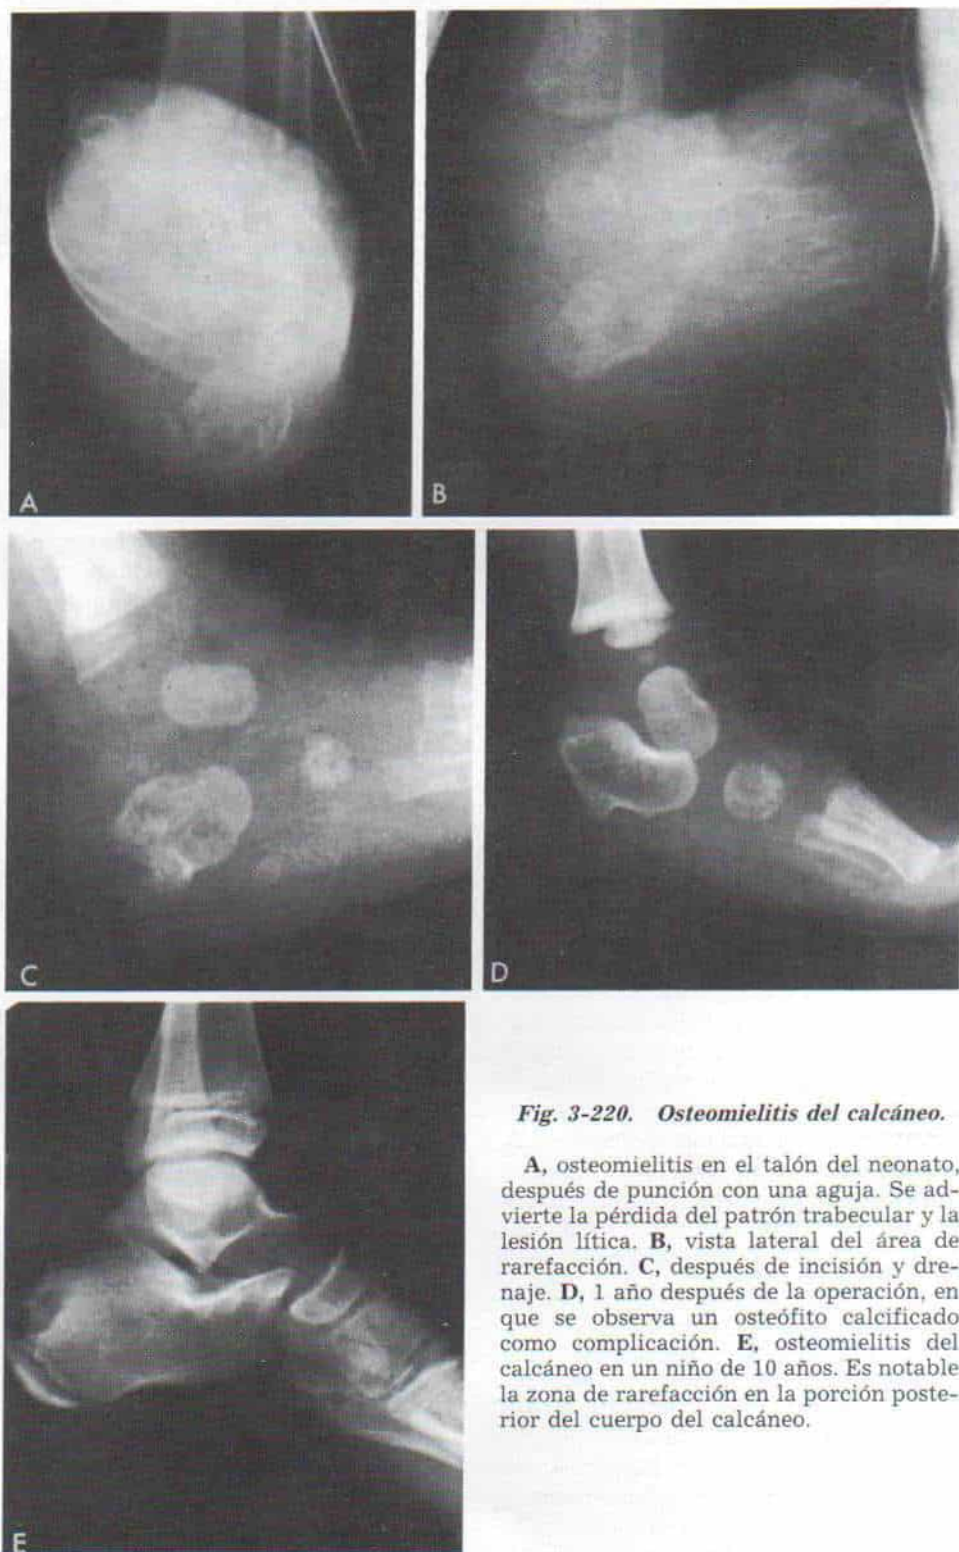 A
B
C
D
E
Fig. 3-220. Osteomielitis del calcáneo.
A, osteomielitis en el talón del neonato,
después de punción con una aguja. Se ad-
vierte la pérdida del patrón trabecular y la
lesión lítica. B, vista lateral del área de
rarefacción. C, después de incisión y dre-
naje. D, 1 año después de la operación, en
que se observa un osteófito calcificado
como complicación. E, osteomielitis del
calcáneo en un niño de 10 años. Es notable
la zona de rarefacción en la porción poste-
rior del cuerpo del calcáneo.